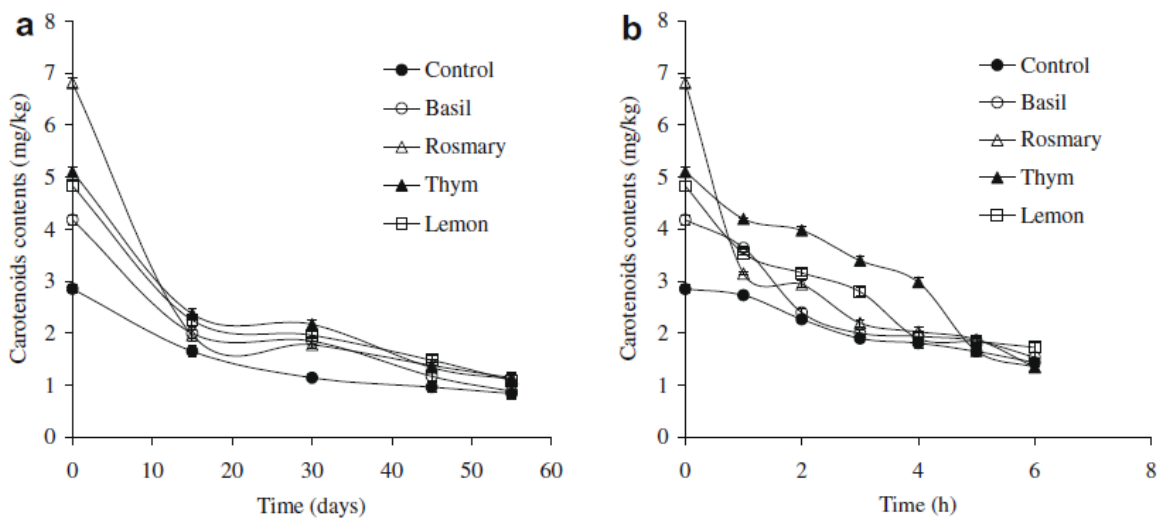 a
Carotenoids contents (mg/kg)
8
7
6
5
4
3
2
1
0
0 10 20 30 40 50 60
Time (days)
Control
Basil
Rosmary
Thym
Lemon
b
Carotenoids contents (mg/kg)
8
7
6
5
4
3
2
1
0
0 2 4 6 8
Time (h)
Control
Basil
Rosmary
Thym
Lemon